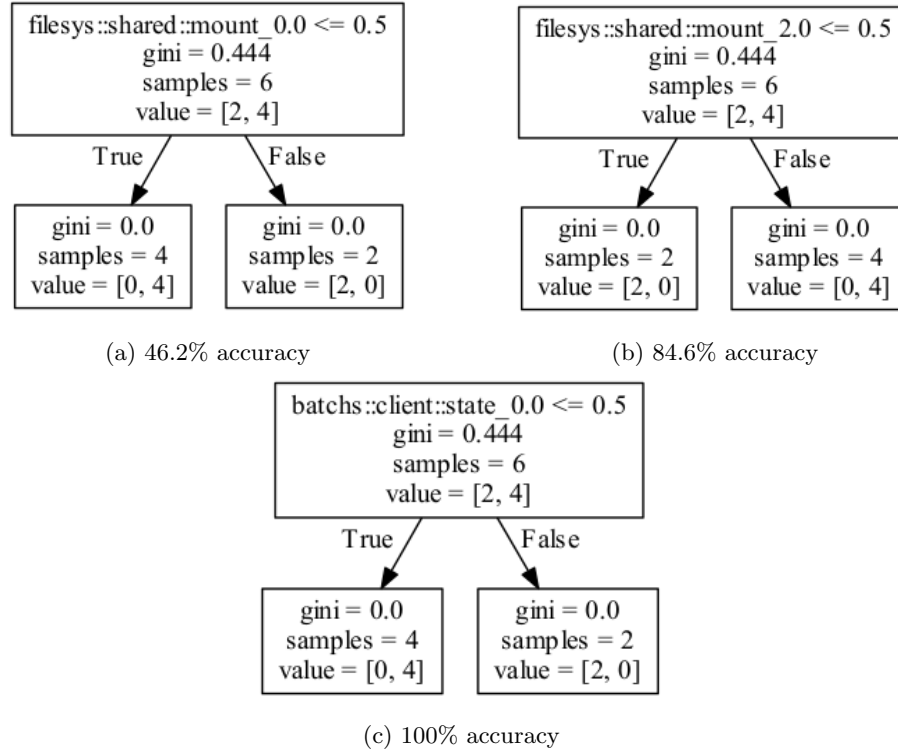 filesys::shared::mount_0.0 <= 0.5
gini = 0.444
samples = 6
value = [2, 4]
True
False
gini = 0.0
samples = 4
value = [0, 4]
gini = 0.0
samples = 2
value = [2, 0]
(a) 46.2% accuracy
filesys::shared::mount_2.0 <= 0.5
gini = 0.444
samples = 6
value = [2, 4]
True
False
gini = 0.0
samples = 2
value = [2, 0]
gini = 0.0
samples = 4
value = [0, 4]
(b) 84.6% accuracy
batchs::client::state_0.0 <= 0.5
gini = 0.444
samples = 6
value = [2, 4]
True
False
gini = 0.0
samples = 4
value = [0, 4]
gini = 0.0
samples = 2
value = [2, 0]
(c) 100% accuracy